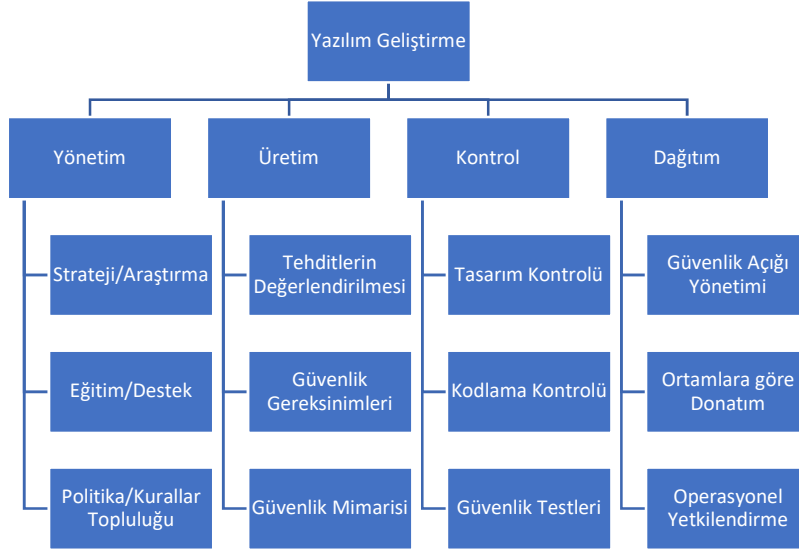 Yazılım Geliştirme
Yönetim
Üretim
Kontrol
Dağıtım
Strateji/Araştırma
Tehditlerin
Değerlendirilmesi
Tasarım Kontrolü
Güvenlik Açığı
Yönetimi
Eğitim/Destek
Güvenlik
Gereksinimleri
Kodlama Kontrolü
Ortamlara göre
Donatım
Politika/Kurallar
Topluluğu
Güvenlik Mimarisi
Güvenlik Testleri
Operasyonel
Yetkilendirme